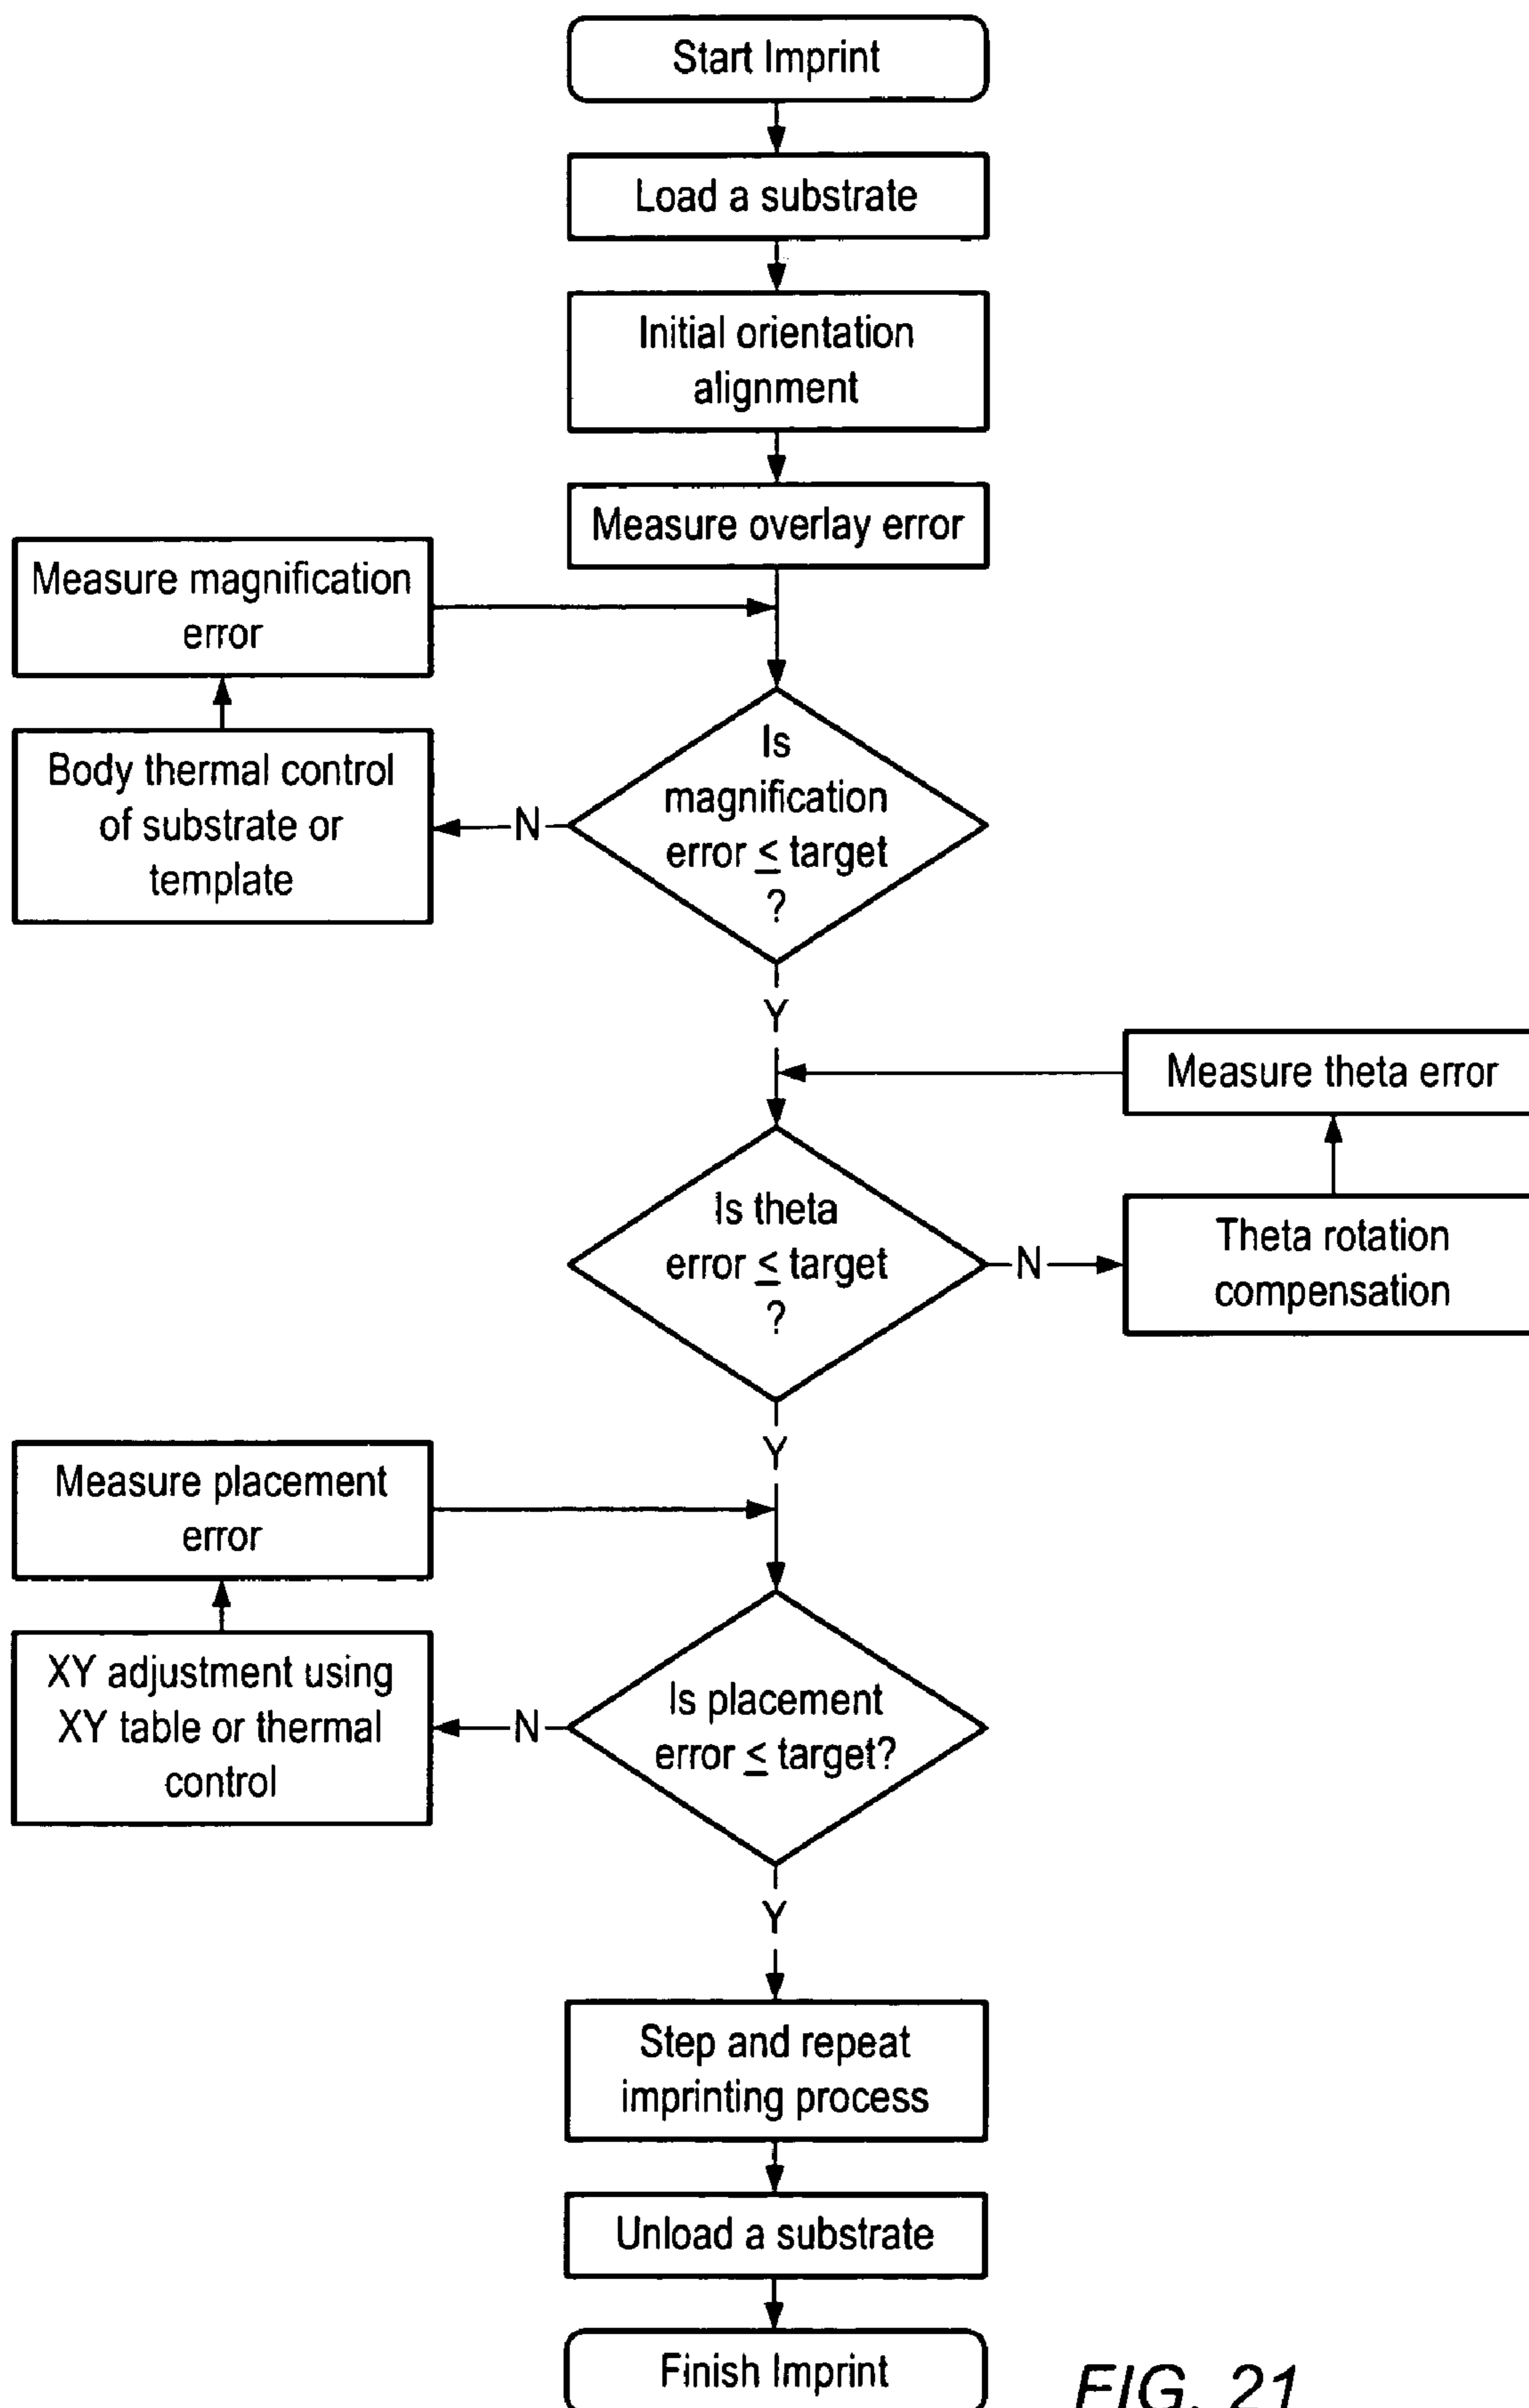 Start Imprint
Load a substrate
Initial orientation
alignment
Measure overlay error
Measure magnification
error
Body thermal control
of substrate or
template
N
Is
magnification
error ≤ target
?
Y
Measure theta error
Is theta
error ≤ target
?
N
Theta rotation
compensation
Y
Measure placement
error
XY adjustment using
XY table or thermal
control
N
Is placement
error ≤ target?
Y
Step and repeat
imprinting process
Unload a substrate
Finish Imprint
FIG. 21